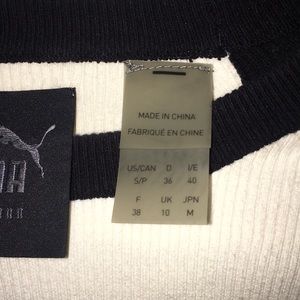 MADE IN CHINA
FABRIQUÉ EN CHINE
US/CAN D I/E
S/P 36 40
F UK JPN
38 10 M